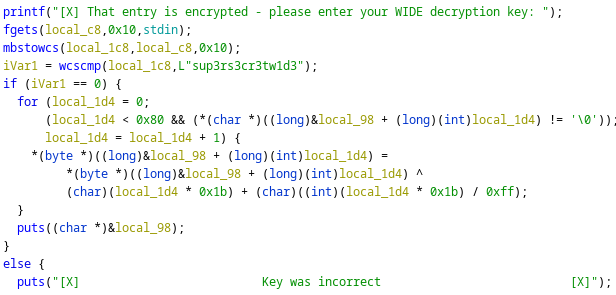 printf("[X] That entry is encrypted - please enter your WIDE decryption key: ");
fgets(local_c8,0x10,stdin);
mbstowcs(local_1c8,local_c8,0x10);
iVar1 = wcscmp(local_1c8,L"sup3rs3cr3tw1d3");
if (iVar1 == 0) {
  for (local_1d4 = 0;
      (local_1d4 < 0x80 && (*(char *)((long)&local_98 + (long)(int)local_1d4) != '\0'));
      local_1d4 = local_1d4 + 1) {
    *(byte *)((long)&local_98 + (long)(int)local_1d4) =
         *(byte *)((long)&local_98 + (long)(int)local_1d4) ^
         (char)(local_1d4 * 0x1b) + (char)((int)(local_1d4 * 0x1b) / 0xff);
  }
  puts((char *)&local_98);
}
else {
  puts("[X]                          Key was incorrect                           [X]");